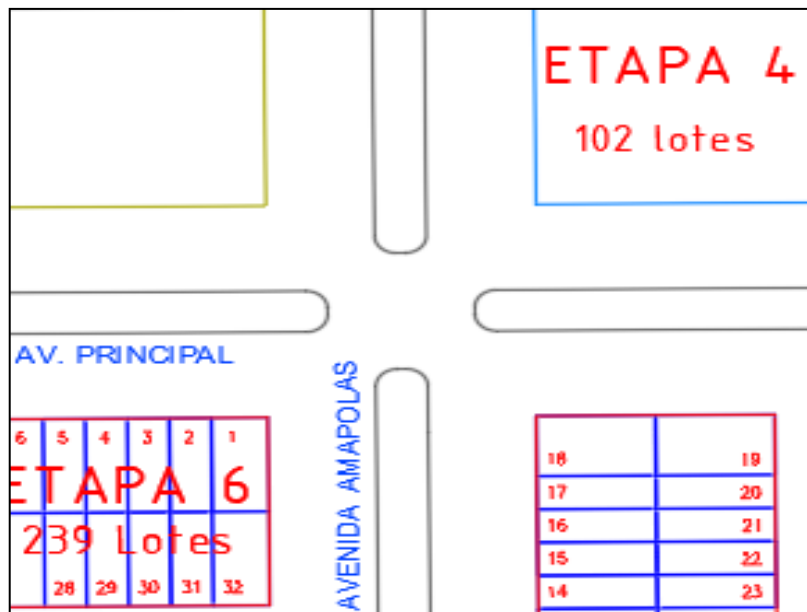 ETAPA 4
102 lotes
AV. PRINCIPAL
AVENIDA AMAPOLAS
6 5 4 3 2 1
ETAPA 6
239 Lotes
28 29 30 31 32
18 19
17 20
16 21
15 22
14 23